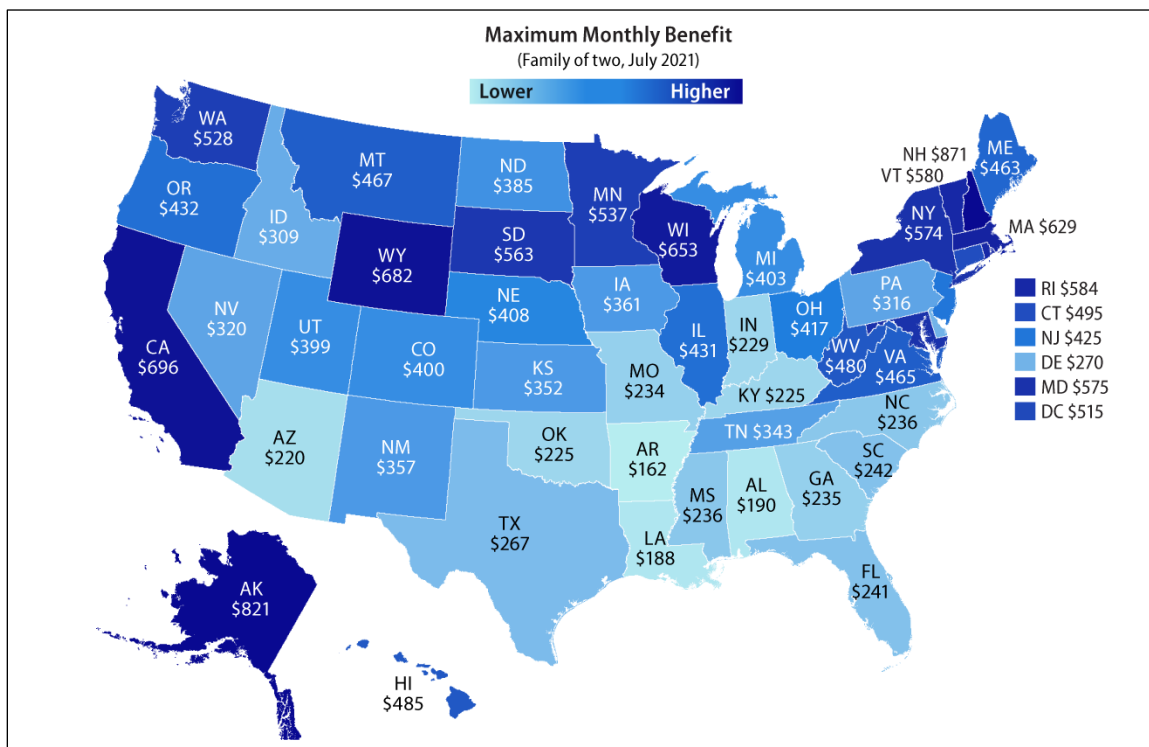 Maximum Monthly Benefit
(Family of two, July 2021)
Lower Higher
WA
$528
OR
$432
CA
$696
ID
$309
NV
$320
MT
$467
WY
$682
UT
$399
AZ
$220
CO
$400
NM
$357
ND
$385
SD
$563
NE
$408
KS
$352
OK
$225
TX
$267
MN
$537
IA
$361
MO
$234
AR
$162
LA
$188
WI
$653
IL
$431
MI
$403
IN
$229
OH
$417
KY $225
TN $343
MS
$236
AL
$190
GA
$235
FL
$241
SC
$242
NC
$236
WV
$480
VA
$465
PA
$316
NY
$574
NH $871
VT $580
ME
$463
MA $629
RI $584
CT $495
NJ $425
DE $270
MD $575
DC $515
AK
$821
HI
$485